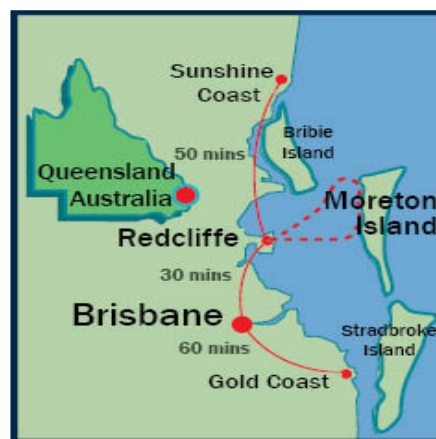 Sunshine
Coast
Bribie
Island
50 mins
Queensland
Australia
Moreton
Island
Redcliffe
30 mins
Brisbane
60 mins
Stradbroke
Island
Gold Coast